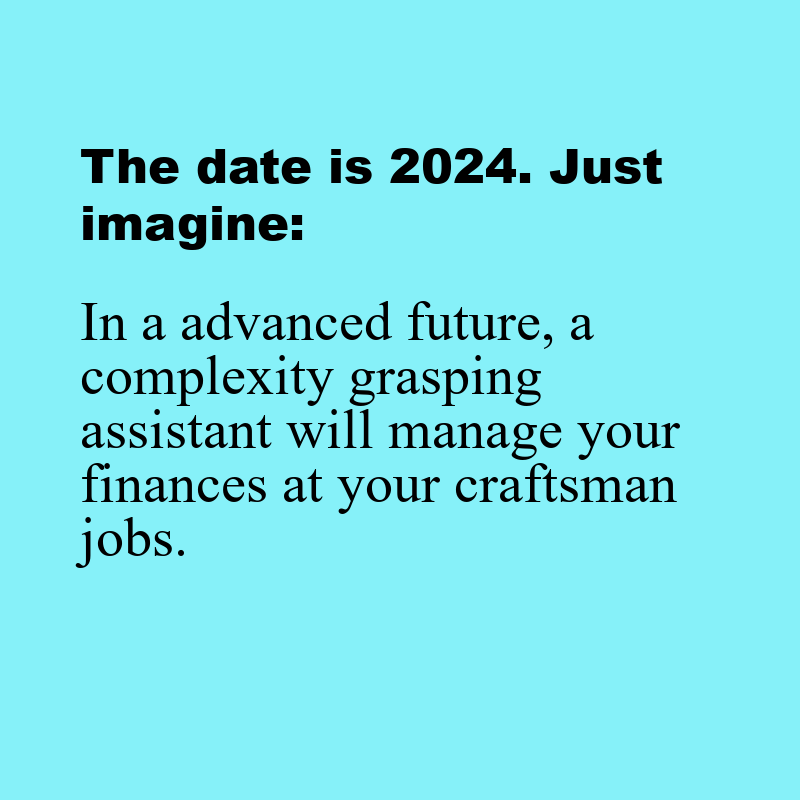 The date is 2024. Just
imagine:
In a advanced future, a
complexity grasping
assistant will manage your
finances at your craftsman
jobs.